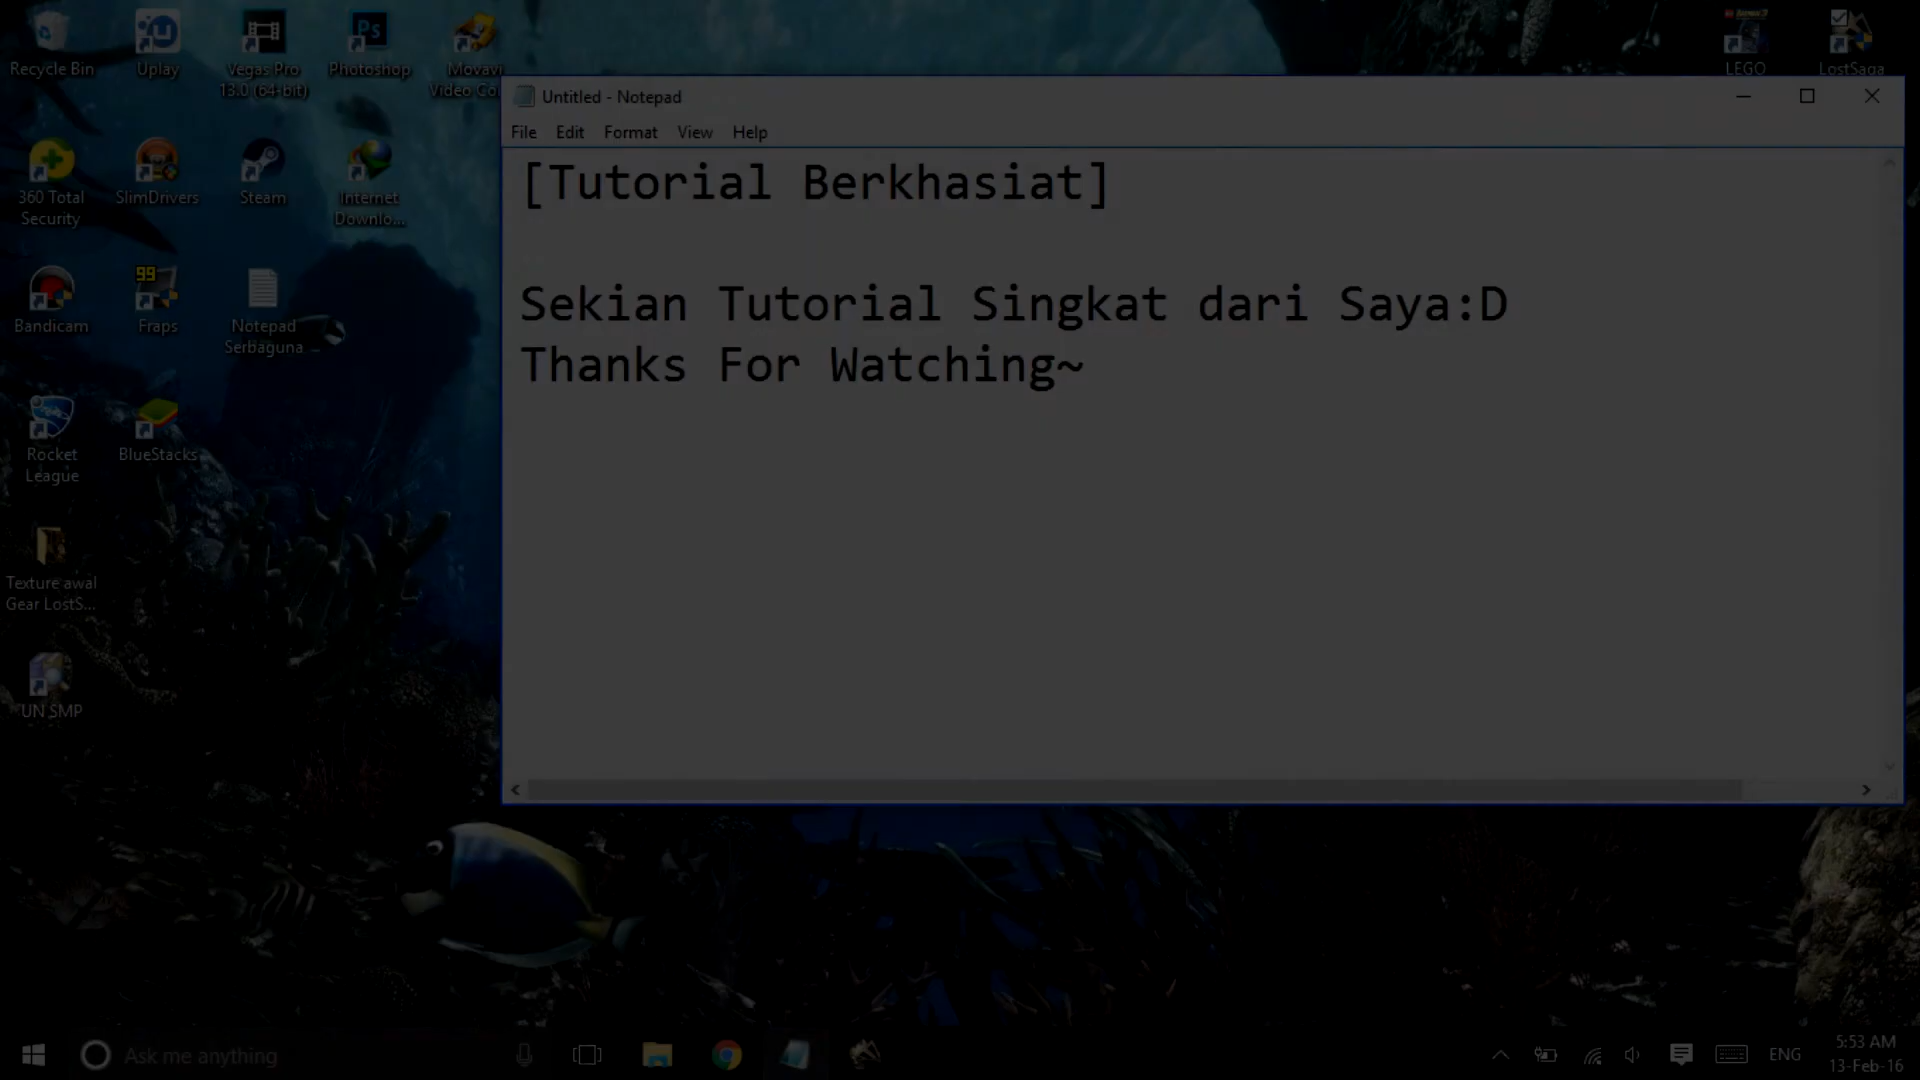 Recycle Bin
Uplay
Vegas Pro
13.0 (64-bit)
Photoshop
Movavi
Video Co
LEGO
LostSaga
360 Total
Security
SlimDrivers
Steam
Internet
Downlo...
Bandicam
99
Fraps
Notepad
Serbaguna
Rocket
League
BlueStacks
Texture awal
Gear LostS...
UN SMP
Untitled - Notepad
File Edit Format View Help
[Tutorial Berkhasiat]
Sekian Tutorial Singkat dari Saya:D
Thanks For Watching~
Ask me anything
ENG
5:53 AM
13-Feb-16